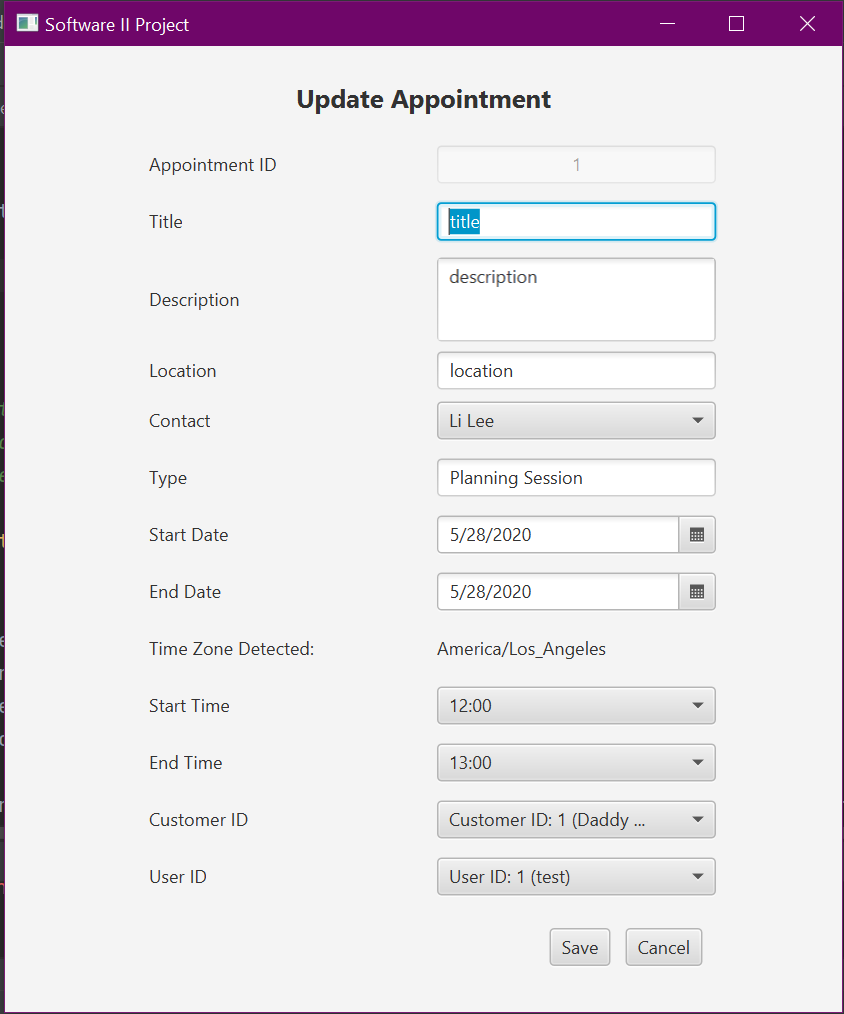 Software II Project
Update Appointment
Appointment ID 1
Title title
Description description
Location location
Contact Li Lee
Type Planning Session
Start Date 5/28/2020
End Date 5/28/2020
Time Zone Detected: America/Los_Angeles
Start Time 12:00
End Time 13:00
Customer ID Customer ID: 1 (Daddy ...
User ID User ID: 1 (test)
Save Cancel